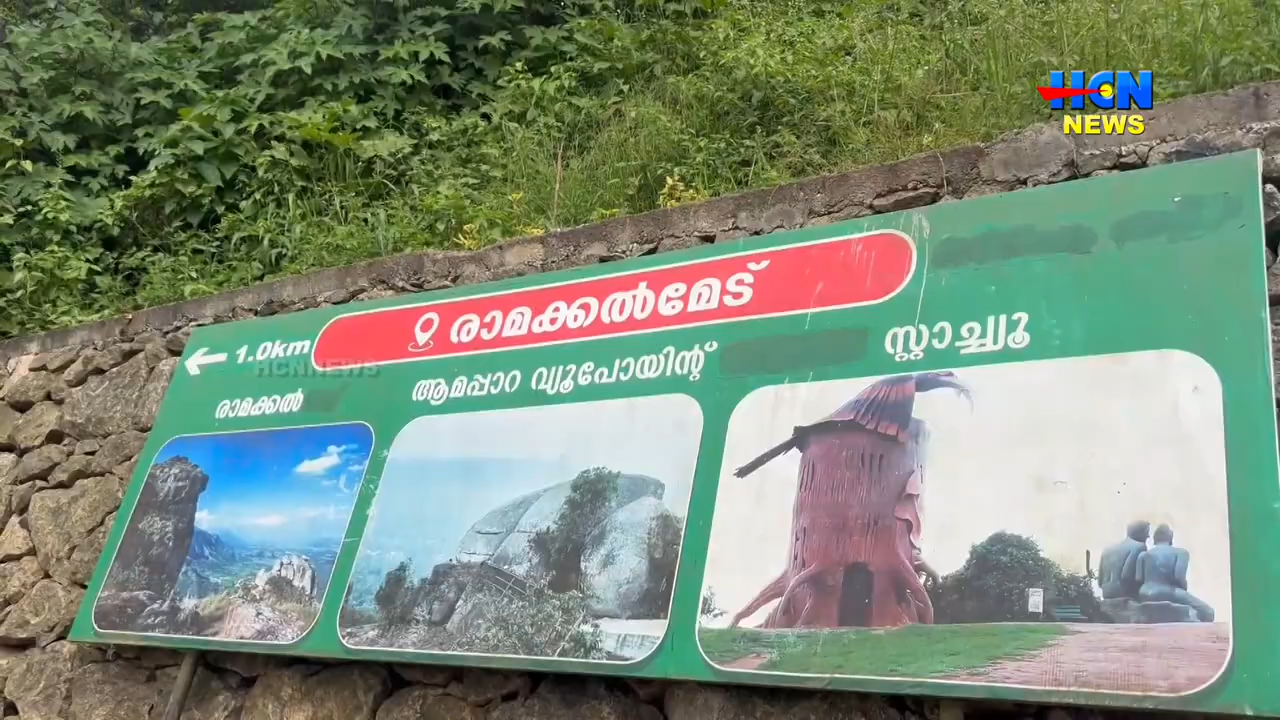 HCN
NEWS
രാമക്കൽമേട്
1.0km
HCNNEWS
രാമക്കൽ
ആമപ്പാറ വ്യൂപോയിന്റ്
സ്റ്റാച്ച്യൂ